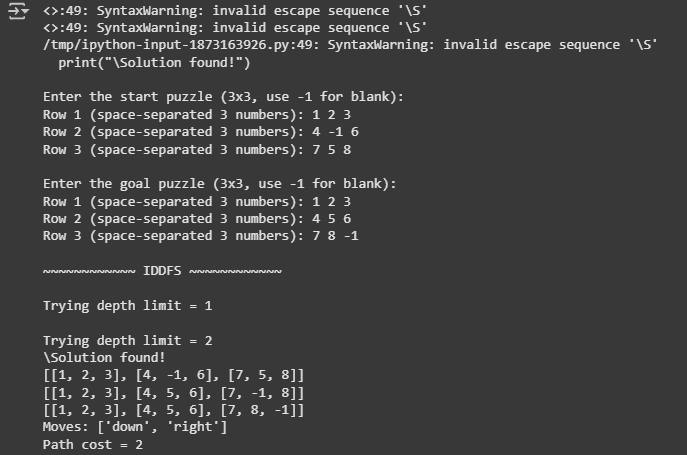 <>:49: SyntaxWarning: invalid escape sequence '\S'
<>:49: SyntaxWarning: invalid escape sequence '\S'
/tmp/ipython-input-1873163926.py:49: SyntaxWarning: invalid escape sequence '\S'
  print("\Solution found!")

Enter the start puzzle (3x3, use -1 for blank):
Row 1 (space-separated 3 numbers): 1 2 3
Row 2 (space-separated 3 numbers): 4 -1 6
Row 3 (space-separated 3 numbers): 7 5 8

Enter the goal puzzle (3x3, use -1 for blank):
Row 1 (space-separated 3 numbers): 1 2 3
Row 2 (space-separated 3 numbers): 4 5 6
Row 3 (space-separated 3 numbers): 7 8 -1

~~~~~~~~~~~~ IDDFS ~~~~~~~~~~~~

Trying depth limit = 1

Trying depth limit = 2
\Solution found!
[[1, 2, 3], [4, -1, 6], [7, 5, 8]]
[[1, 2, 3], [4, 5, 6], [7, -1, 8]]
[[1, 2, 3], [4, 5, 6], [7, 8, -1]]
Moves: ['down', 'right']
Path cost = 2